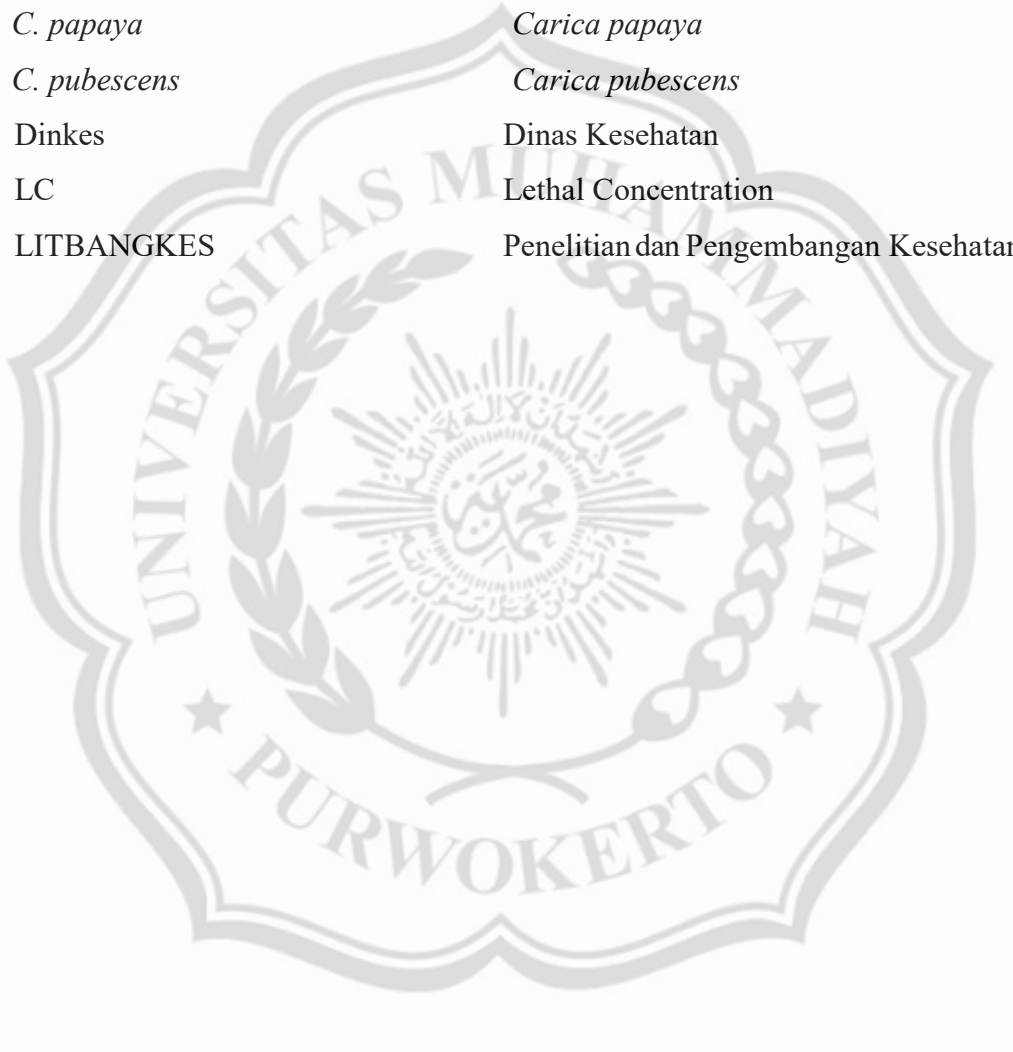 C. papaya Carica papaya
C. pubescens Carica pubescens
Dinkes Dinas Kesehatan
LC Lethal Concentration
LITBANGKES Penelitian dan Pengembangan Kesehatan
UNIVERSITAS MUHAMMADIYAH
PURWOKERTO